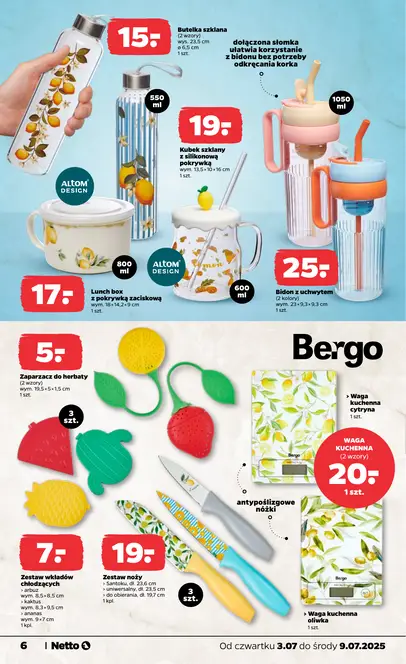 15.-
Butelka szklana
(2 wzory)
wys. 23,5 cm
ø 6,5 cm
1 szt.
dołączona słomka
ułatwia korzystanie
z bidonu bez potrzeby
odkręcania korka
550
ml
1050
ml
19.-
Kubek szklany
z silikonową
pokrywką
wym. 13,5×10×16 cm
1 szt.
ALTOM
DESIGN
800
ml
ALTOM
DESIGN
600
ml
17.-
Lunch box
z pokrywką zaciskową
wym. 18×14,2×9 cm
1 szt.
25.-
Bidon z uchwytem
(2 kolory)
wym. 23×9,3×9,3 cm
1 szt.
5.-
Zaparzacz do herbaty
(2 wzory)
wym. 19,5×5×1,5 cm
1 szt.
Bergo
3
szt.
Waga
kuchenna
cytryna
1 szt.
Bergo
WAGA
KUCHENNA
(2 wzory)
20.-
1 szt.
antypoślizgowe
nóżki
Bergo
7.-
Zestaw wkładów
chłodzących
• arbuz
wym. 8,5×8,5 cm
• kaktus
wym. 8,3×9,5 cm
• ananas
wym. 9×7 cm
1 kpl.
19.-
Zestaw noży
• Santoku, dł. 23,6 cm
• uniwersalny, dł. 23,5 cm
• do obierania, dł. 19,7 cm
1 kpl.
3
szt.
Waga kuchenna
oliwka
1 szt.
6 | Netto
Od czwartku 3.07 do środy 9.07.2025